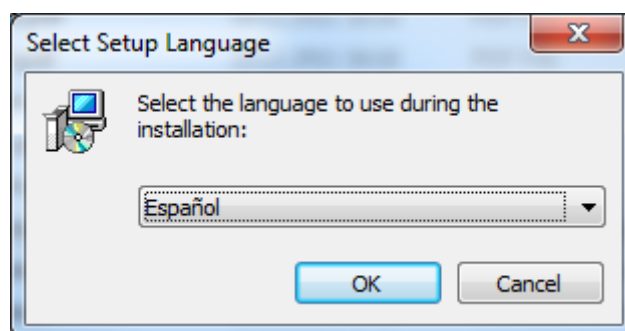 Select Setup Language
Select the language to use during the
installation:
Español
OK
Cancel